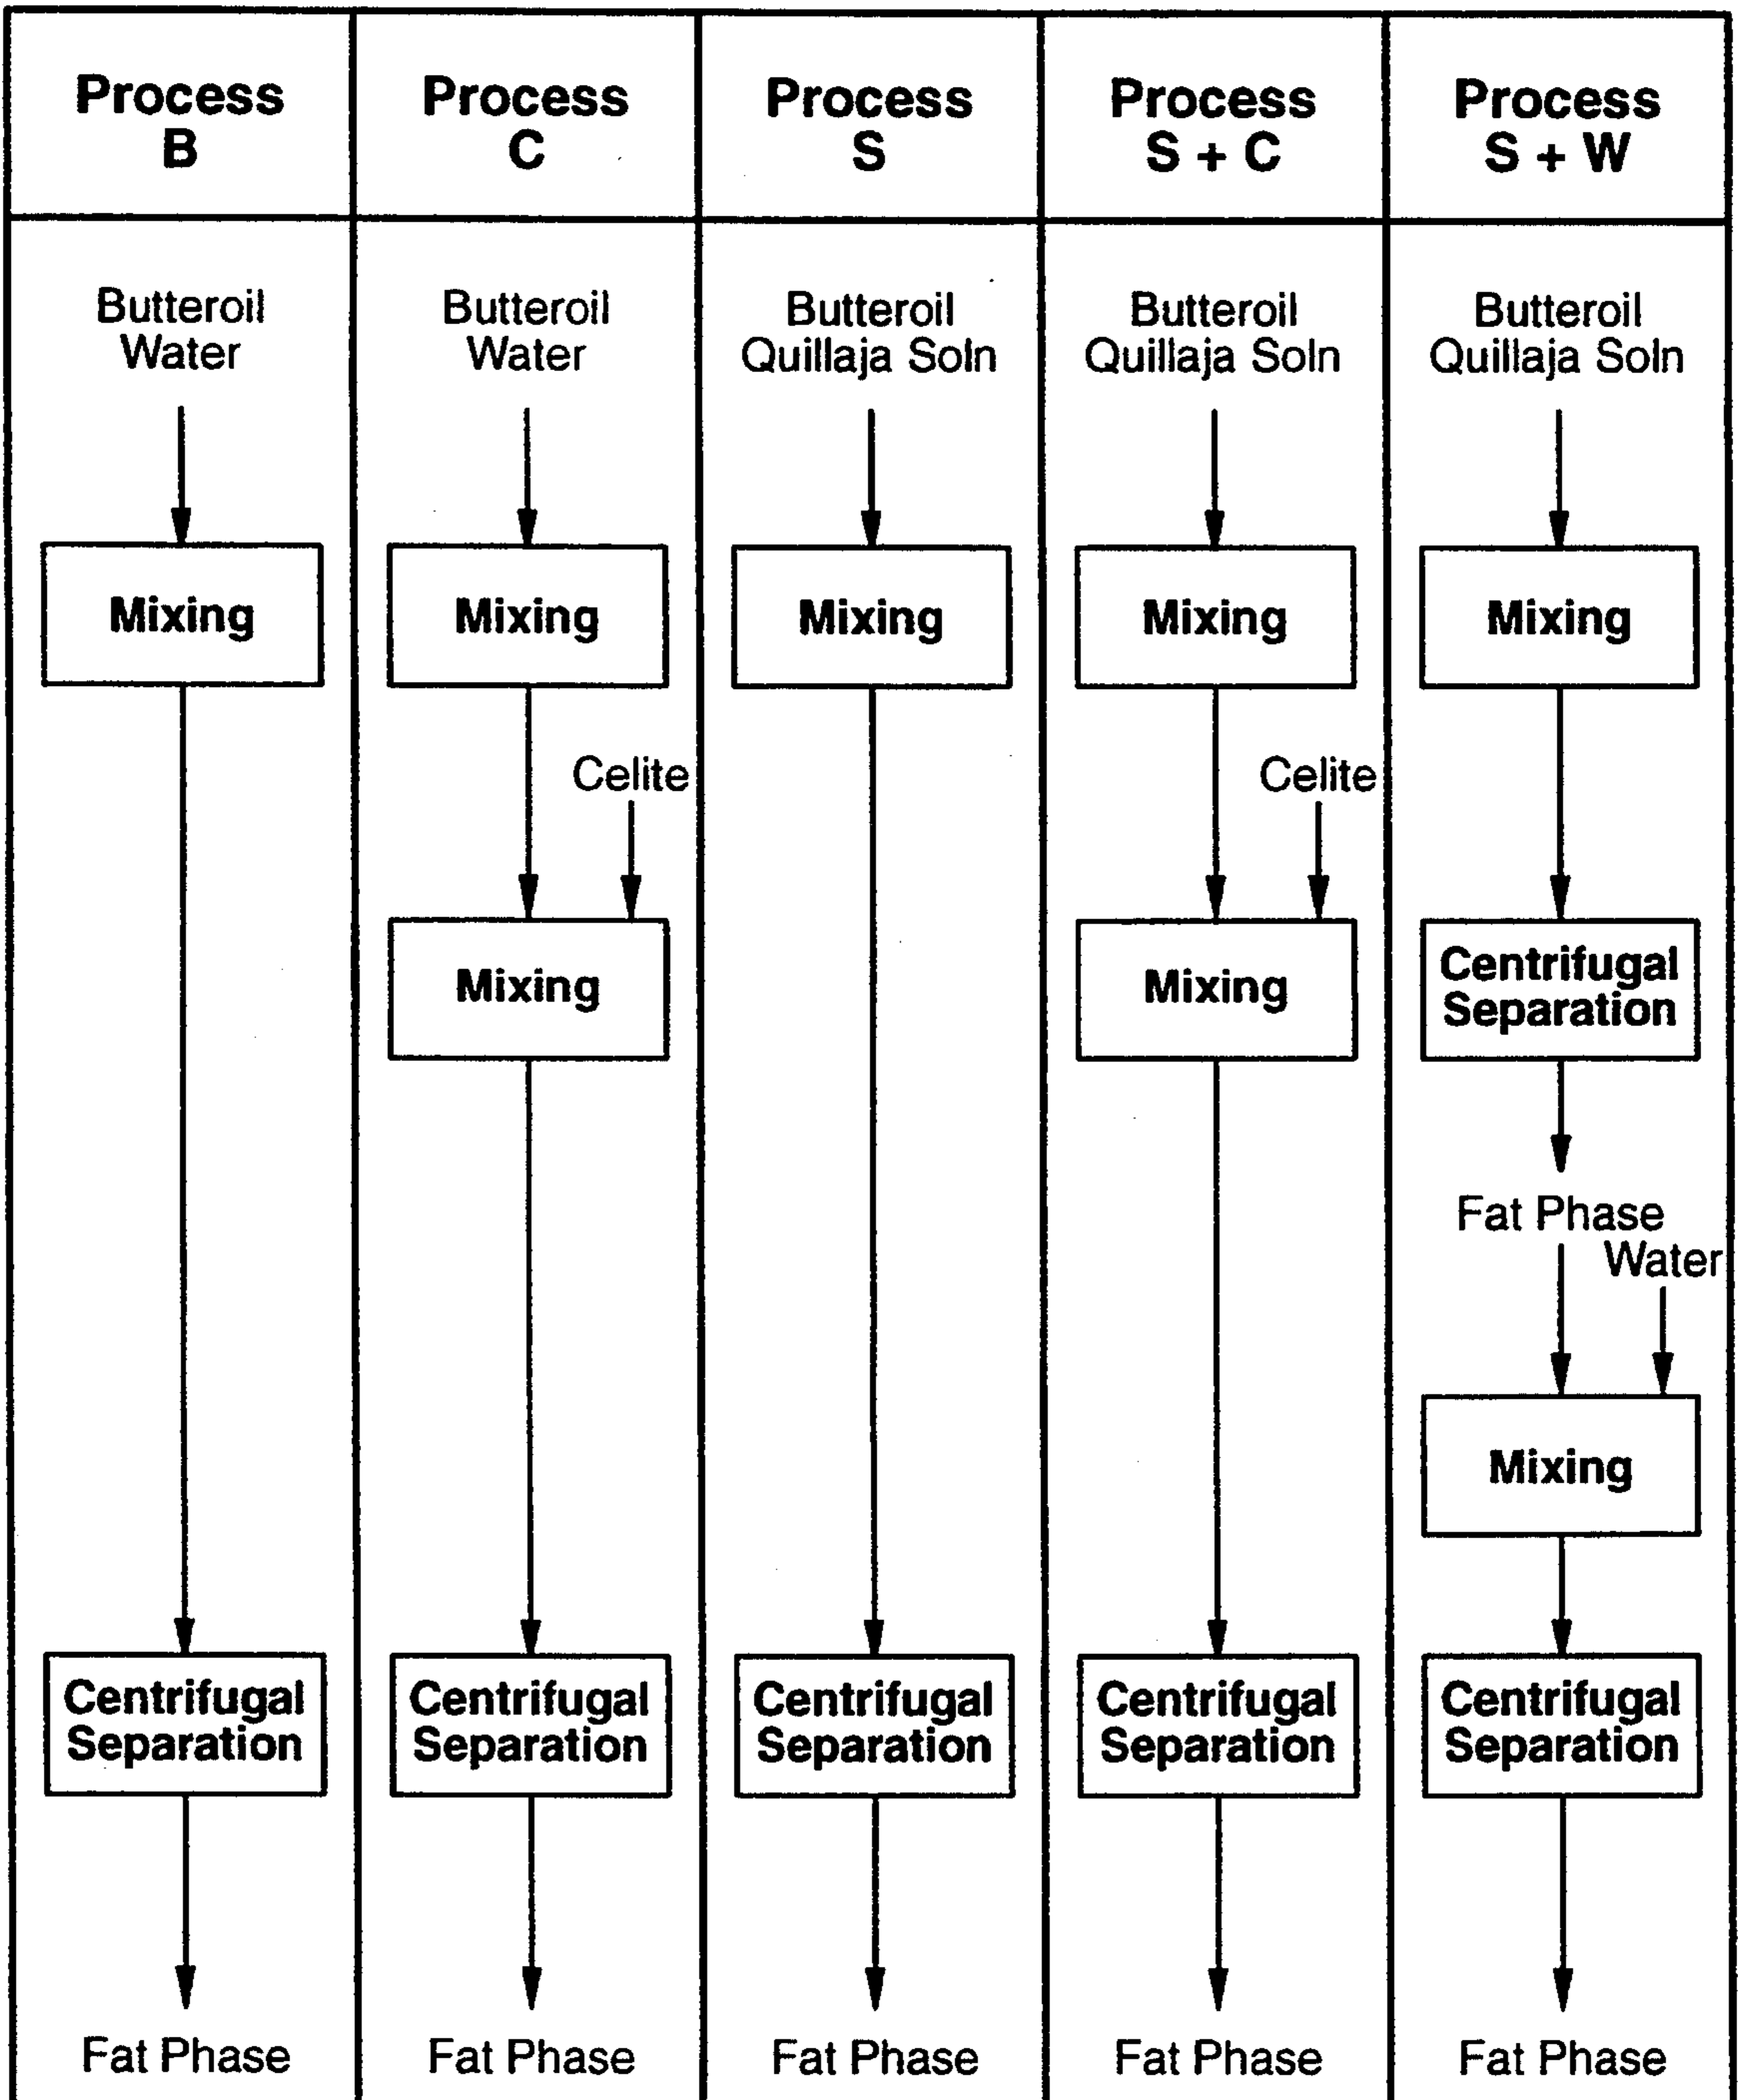 Process
B
Process
C
Process
S
Process
S + C
Process
S + W
Butteroil
Water
Mixing
Centrifugal
Separation
Fat Phase
Butteroil
Water
Mixing
Celite
Mixing
Centrifugal
Separation
Fat Phase
Butteroil
Quillaja Soln
Mixing
Centrifugal
Separation
Fat Phase
Butteroil
Quillaja Soln
Mixing
Celite
Mixing
Centrifugal
Separation
Fat Phase
Butteroil
Quillaja Soln
Mixing
Centrifugal
Separation
Fat Phase
Water
Mixing
Centrifugal
Separation
Fat Phase